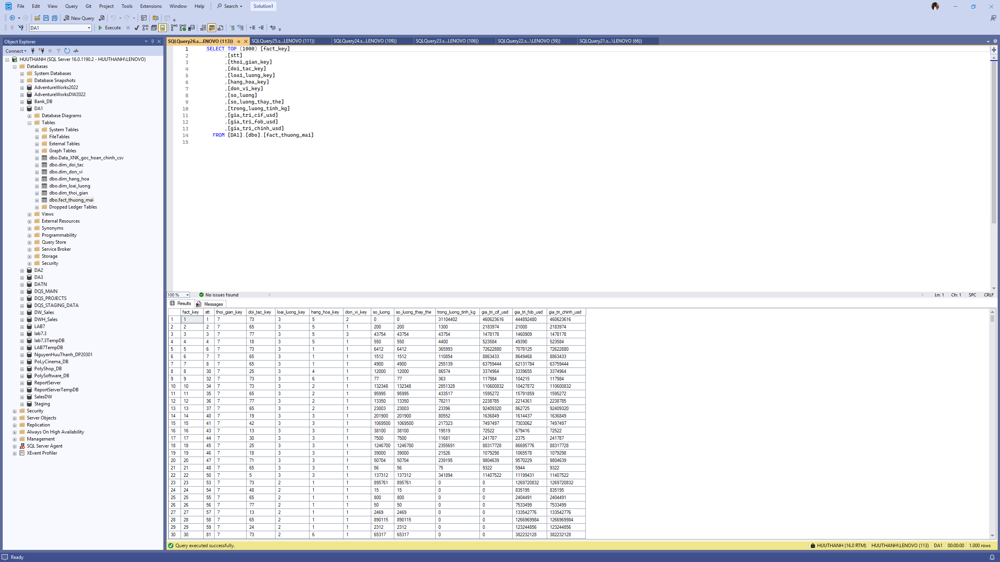 File Edit View Query Git Project Tools Extensions Window Help Search Solution1
New Query
DA1 Execute
Object Explorer
Connect
HUUTHANH (SQL Server 16.0.1190.2 - HUUTHANH\LENOVO)
Databases
System Databases
Database Snapshots
AdventureWorks2022
AdventureWorksDW2022
Bank_DB
DA1
Database Diagrams
Tables
System Tables
FileTables
External Tables
Graph Tables
dbo.Data_XNK_goc_hoan_chinh_csv
dbo.dim_doi_tac
dbo.dim_don_vi
dbo.dim_hang_hoa
dbo.dim_loai_luong
dbo.dim_thoi_gian
dbo.fact_thuong_mai
Dropped Ledger Tables
Views
External Resources
Synonyms
Programmability
Query Store
Service Broker
Storage
Security
DA2
DA3
DATN
DQS_MAIN
DQS_PROJECTS
DQS_STAGING_DATA
DW_Sales
DWH_Sales
LAB7
lab7.3
lab7.3TempDB
LAB7TempDB
NguyenHuuThanh_DP20301
PoLyCinema_DB
PolyShop_DB
PolySoftware_DB
ReportServer
ReportServerTempDB
SalesDW
Staging
Security
Server Objects
Replication
Always On High Availability
Management
SQL Server Agent
XEvent Profiler
SQLQuery26.s...ENOVO (113)) SQLQuery25.s...LENOVO (111)) SQLQuery24.s...LENOVO (109)) SQLQuery23.s...LENOVO (106)) SQLQuery22.s...\LENOVO (59)) SQLQuery21.s...\LENOVO (66))
1 SELECT TOP (1000) [fact_key]
2 ,[stt]
3 ,[thoi_gian_key]
4 ,[doi_tac_key]
5 ,[loai_luong_key]
6 ,[hang_hoa_key]
7 ,[don_vi_key]
8 ,[so_luong]
9 ,[so_luong_thay_the]
10 ,[trong_luong_tinh_kg]
11 ,[gia_tri_cif_usd]
12 ,[gia_tri_fob_usd]
13 ,[gia_tri_chinh_usd]
14 FROM [DA1].[dbo].[fact_thuong_mai]
15
100 % No issues found Ln: 1 Ch: 1 SPC CRLF
Results Messages
fact_key stt thoi_gian_key doi_tac_key loai_luong_key hang_hoa_key don_vi_key so_luong so_luong_thay_the trong_luong_tinh_kg gia_tri_cif_usd gia_tri_fob_usd gia_tri_chinh_usd
1 1 1 7 73 3 5 2 0 0 31104402 460623616 444892480 460623616
2 2 2 7 65 3 5 1 200 200 1300 2183974 21000 2183974
3 3 3 7 77 3 5 3 43754 43754 43754 1478178 1460909 1478178
4 4 4 7 18 3 5 1 550 550 4400 523584 49390 523584
5 5 6 7 73 3 1 1 6412 6412 365993 72622880 7078125 72622880
6 6 7 7 65 3 1 1 1512 1512 110854 8863433 8649468 8863433
7 7 8 7 65 3 1 1 4900 4900 255139 63759444 62131784 63759444
8 8 30 7 25 3 4 1 12000 12000 86574 3374964 3339655 3374964
9 9 32 7 73 3 6 1 77 77 363 117984 104215 117984
10 10 34 7 73 3 2 1 132348 132348 2851328 110600832 10427872 110600832
11 11 35 7 65 3 2 1 95995 95995 433517 1595272 15791859 1595272
12 12 36 7 77 3 2 1 13350 13350 78211 2238785 2214361 2238785
13 13 37 7 65 3 2 1 23003 23003 23396 92409320 862725 92409320
14 14 40 7 19 3 3 1 201900 201900 80552 1636849 1614437 1636849
15 15 41 7 42 3 3 1 1069500 1069500 217323 7497497 7303062 7497497
16 16 43 7 13 3 3 1 38100 38100 19519 72522 679416 72522
17 17 44 7 30 3 3 1 7500 7500 11681 241787 2375 241787
18 18 45 7 25 3 3 1 1246700 1246700 2355691 88317728 86695776 88317728
19 19 46 7 18 3 3 1 39000 39000 21526 1079298 1065578 1079298
20 20 47 7 71 3 3 1 50704 50704 239195 9804639 9570229 9804639
21 21 48 7 65 3 3 1 56 56 75 9322 5944 9322
22 22 50 7 5 3 3 1 137312 137312 341894 11407522 11199431 11407522
23 23 53 7 73 2 1 1 895761 895761 0 0 1269720832 1269720832
24 24 54 7 48 2 1 1 15 15 0 0 835195 835195
25 25 55 7 65 2 1 1 800 800 0 0 2404491 2404491
26 26 56 7 77 2 1 1 50 50 0 0 7533499 7533499
27 27 57 7 13 2 1 1 2469 2469 0 0 133542776 133542776
28 28 58 7 65 2 1 1 890115 890115 0 0 1266969984 1266969984
29 29 59 7 24 2 1 1 2312 2312 0 0 123244856 123244856
30 30 81 7 73 2 6 1 65317 65317 0 0 382232128 382232128
Query executed successfully. HUUTHANH (16.0 RTM) HUUTHANH\LENOVO (113) DA1 00:00:00 1.000 rows
Ready